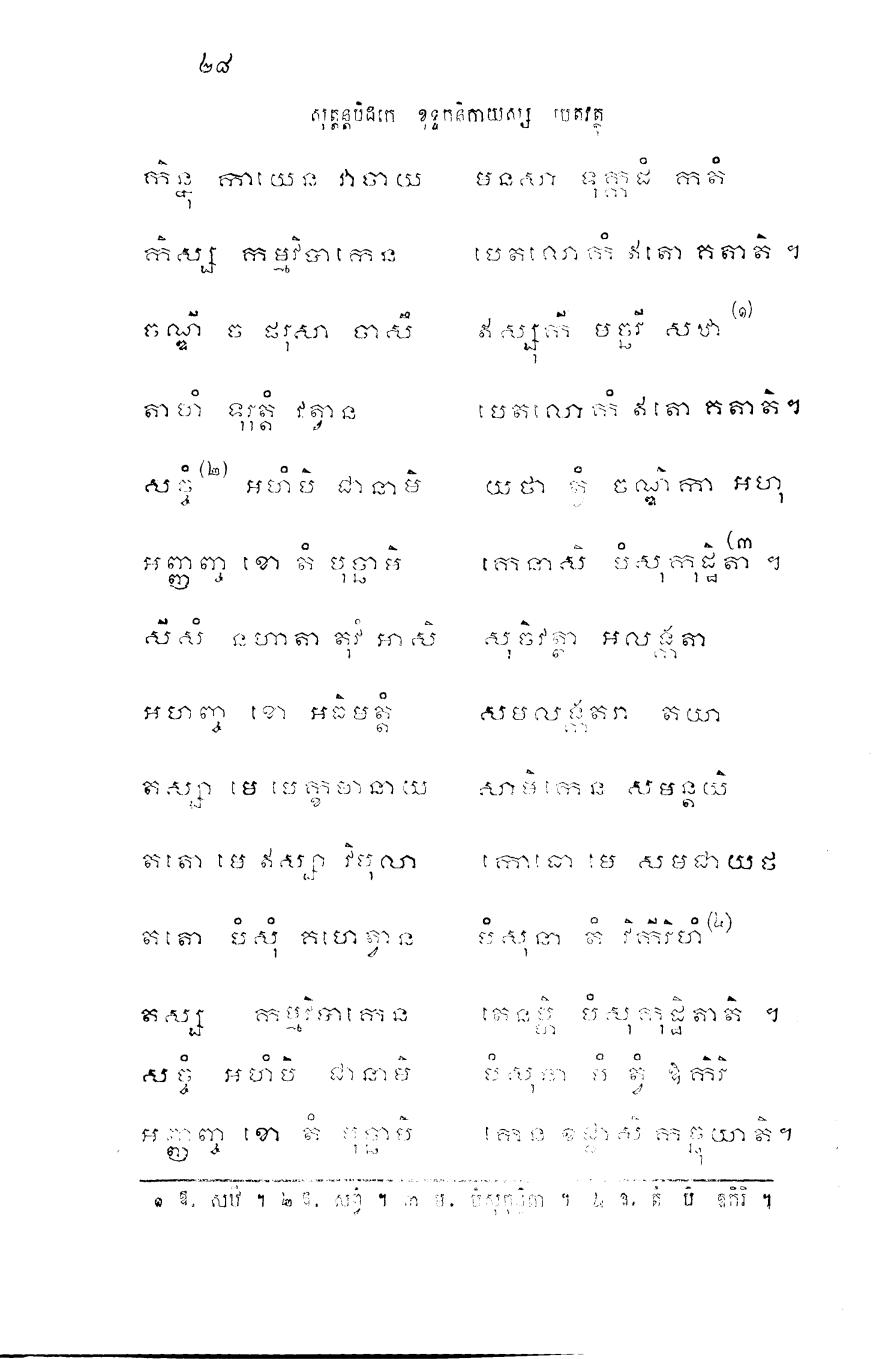 ២៨
សុត្តន្តបិដកេ ខុទ្ទកនិកាយស្ស បេតវត្ថុ
កិន្នុ កាយេន វាចាយ មនសា ទុក្កដំ កតំ
កិស្ស កម្មវិបាកេន បេតលោកំ ឥតោ គតាតិ ។
ចណ្ឌី ច ផរុសា ចាសឹ ឥស្សុកី មច្ឆរី សឋា (១)
តាហំ ទុរុត្តំ វត្វាន បេតលោកំ ឥតោ គតាតិ។
សច្ចំ (២) អហំបិ ជានាមិ យថា ត្វំ ចណ្ឌិកា អហុ
អញ្ញញ្ច ខោ តំ បុច្ឆាមិ កេនាសិ បំសុកុដ្ឋិតា (៣ ។
សីសំ នហាតា តុវំ អាសិ សុចិវត្ថា អលង្កតា
អហញ្ច ខោ អធិមត្តំ សមលង្កតតរា តយា
តស្សា មេ បេក្ខមានាយ សាមិកេន សមន្តយិ
តតោ មេ ឥស្សា វិបុលា កោធោ មេ សមជាយថ
តតោ បំសុំ គហេត្វាន បំសុនា តំ វិកីរិហំ (៤)
តស្ស កម្មវិបាកេន តេនម្ហិ បំសុកុដ្ឋិតាតិ ។
សច្ចំ អហំបិ ជានាមិ បំសុនា មំ ត្វំ ឱកិរិ
អញ្ញញ្ច ខោ តំ បុច្ឆាមិ កេន ខជ្ជាសិ កច្ឆុយាតិ។
១ ឱ. សឋី ។ ២ ឱ. សព្វំ ។ ៣ ម. បំសុកុន្ថិតា ។ ៤ ឱ. តំ បិ ឱកិរិ ។